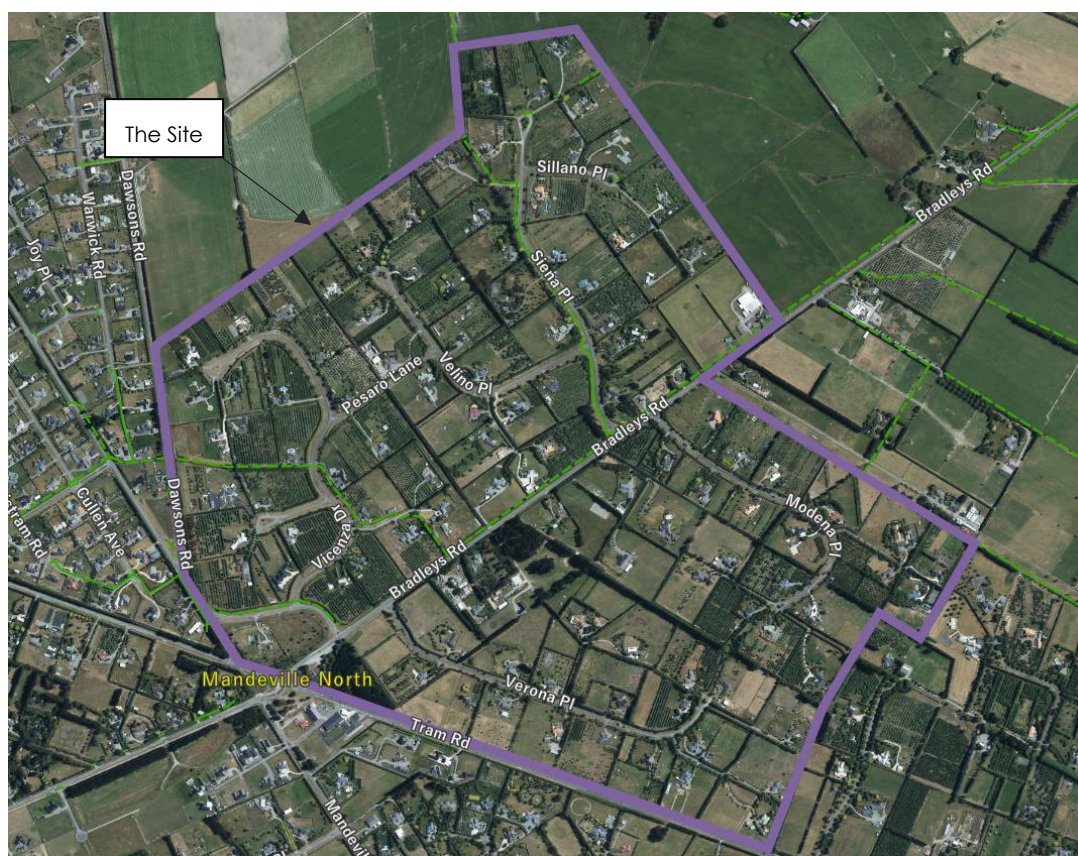 The Site
Sillano Pl
Bradleys Rd
Dawsons Rd
Warwick Rd
Joy Pl
Siena Pl
Velino Pl
Pesaro Lane
Bradleys Rd
Modena Pl
Dawsons Rd
Cullen Ave
Vicenza Dr
Bradleys Rd
Mandeville North
Verona Pl
Tram Rd